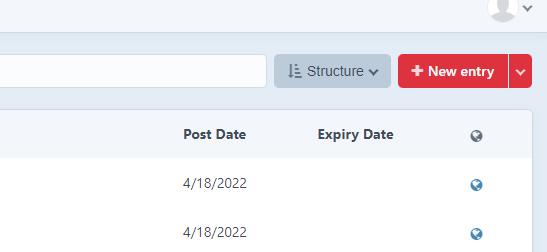 Structure
New entry
Post Date Expiry Date
4/18/2022
4/18/2022